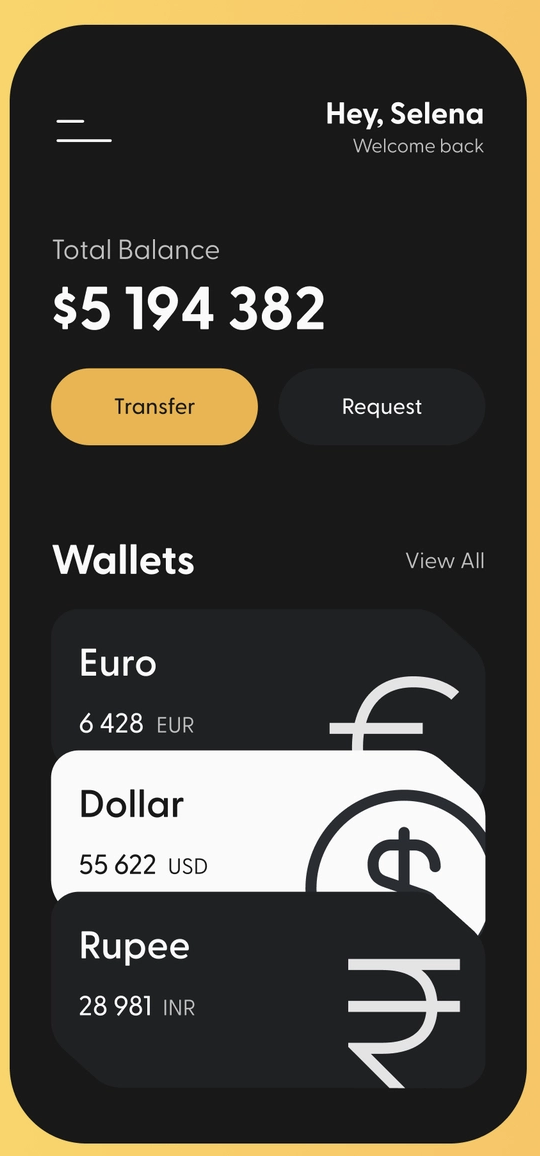 Hey, Selena
Welcome back
Total Balance
$5 194 382
Transfer
Request
Wallets
View All
Euro
6 428 EUR
Dollar
55 622 USD
$
Rupee
28 981 INR
₹